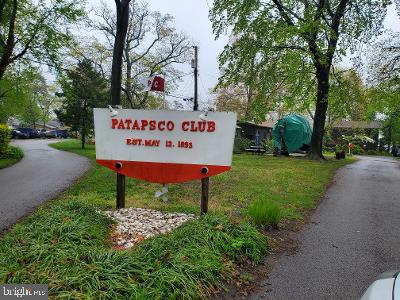 PATAPSCO CLUB
EST. MAY 12, 1893
bright MLS